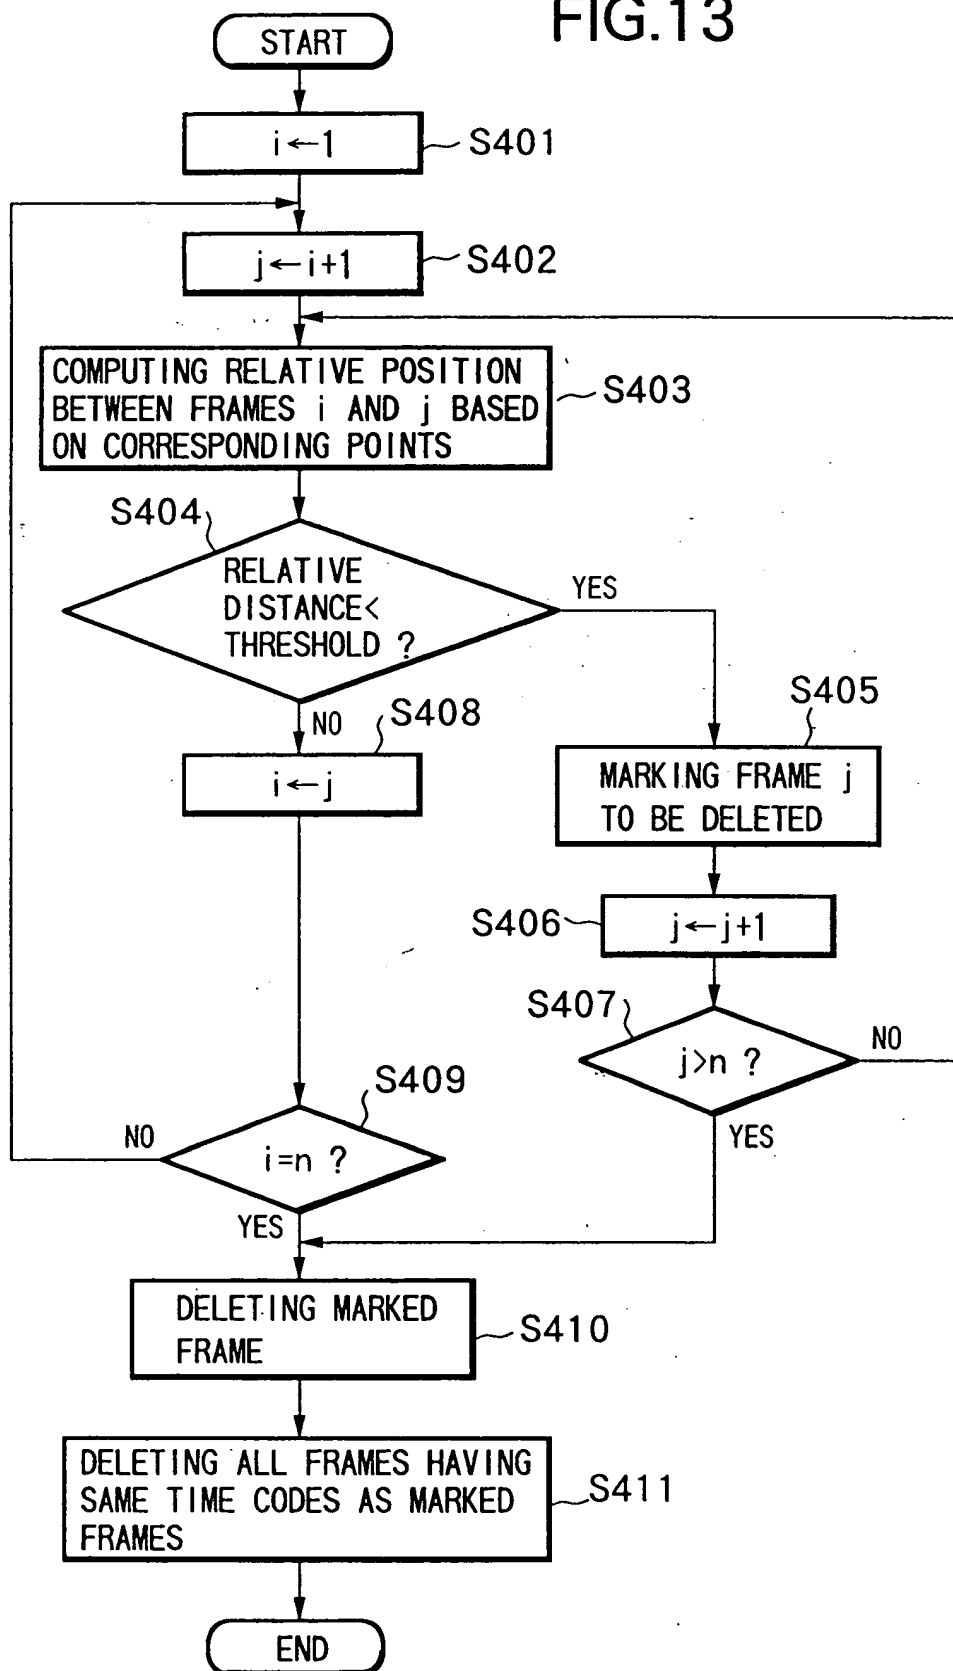 FIG.13
START
i←1
S401
j←i+1
S402
COMPUTING RELATIVE POSITION
BETWEEN FRAMES i AND j BASED
ON CORRESPONDING POINTS
S403
S404
RELATIVE
DISTANCE<
THRESHOLD ?
YES
NO
S408
i←j
S405
MARKING FRAME j
TO BE DELETED
S406
j←j+1
S407
j>n ?
NO
YES
S409
NO
i=n ?
YES
DELETING MARKED
FRAME
S410
DELETING ALL FRAMES HAVING
SAME TIME CODES AS MARKED
FRAMES
S411
END